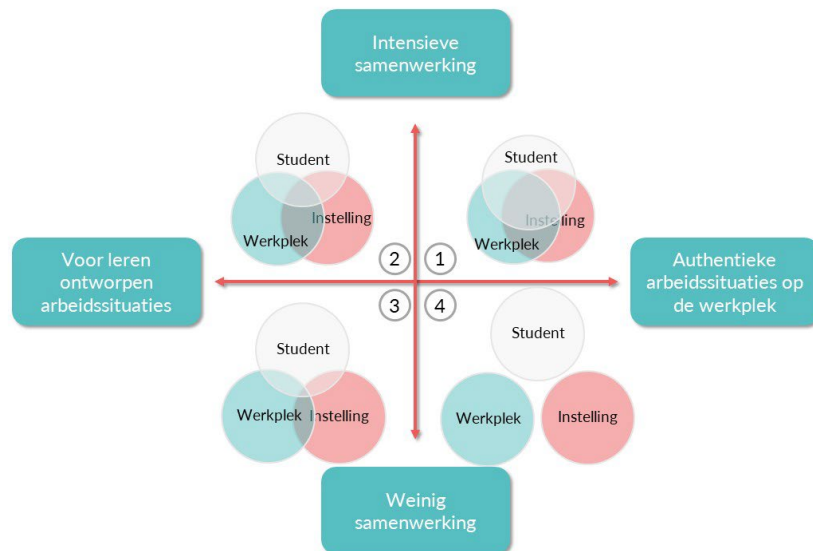 Intensieve
samenwerking
Student
Werkplek
Instelling
Student
Werkplek
Instelling
Voor leren
ontworpen
arbeidssituaties
2
1
3
4
Authentieke
arbeidssituaties op
de werkplek
Student
Werkplek
Instelling
Student
Werkplek
Instelling
Weinig
samenwerking